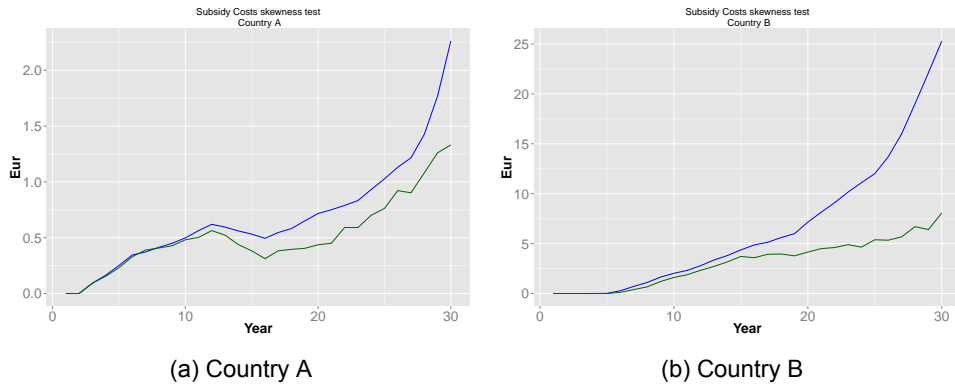 Subsidy Costs skewness test
Country A
2.0
1.5
1.0
0.5
0.0
Eur
0
10
20
30
Year
(a) Country A
Subsidy Costs skewness test
Country B
25
20
15
10
5
0
Eur
0
10
20
30
Year
(b) Country B